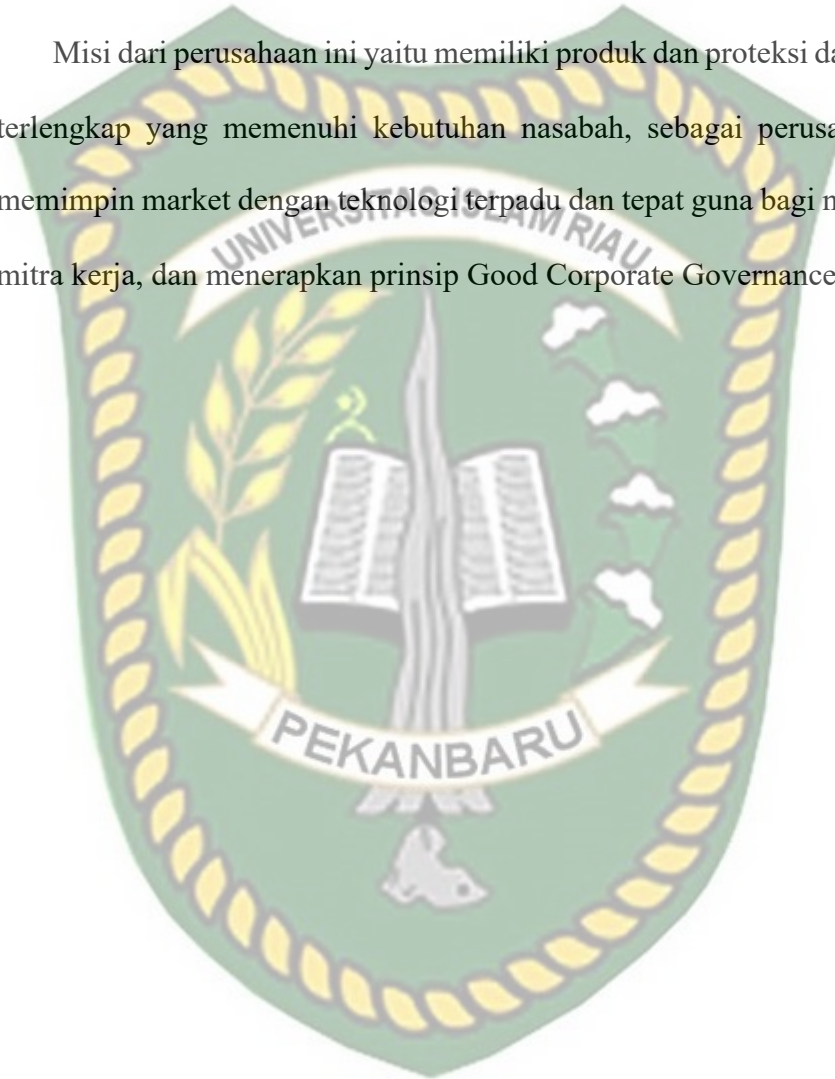 Misi dari perusahaan ini yaitu memiliki produk dan proteksi da
terlengkap yang memenuhi kebutuhan nasabah, sebagai perusa
memimpin market dengan teknologi terpadu dan tepat guna bagi
mitra kerja, dan menerapkan prinsip Good Corporate Governance
UNIVERSITAS ISLAM RIAU
PEKANBARU